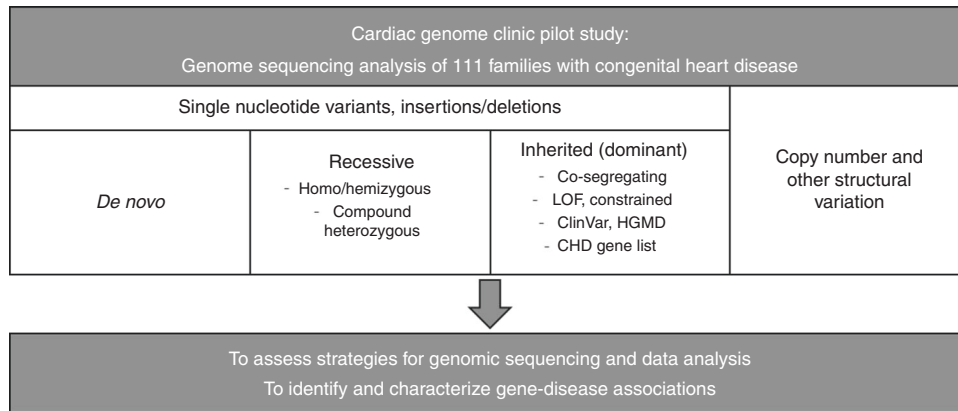 Cardiac genome clinic pilot study:
Genome sequencing analysis of 111 families with congenital heart disease
Single nucleotide variants, insertions/deletions
De novo
Recessive
- Homo/hemizygous
- Compound
heterozygous
Inherited (dominant)
- Co-segregating
- LOF, constrained
- ClinVar, HGMD
- CHD gene list
Copy number and
other structural
variation
To assess strategies for genomic sequencing and data analysis
To identify and characterize gene-disease associations